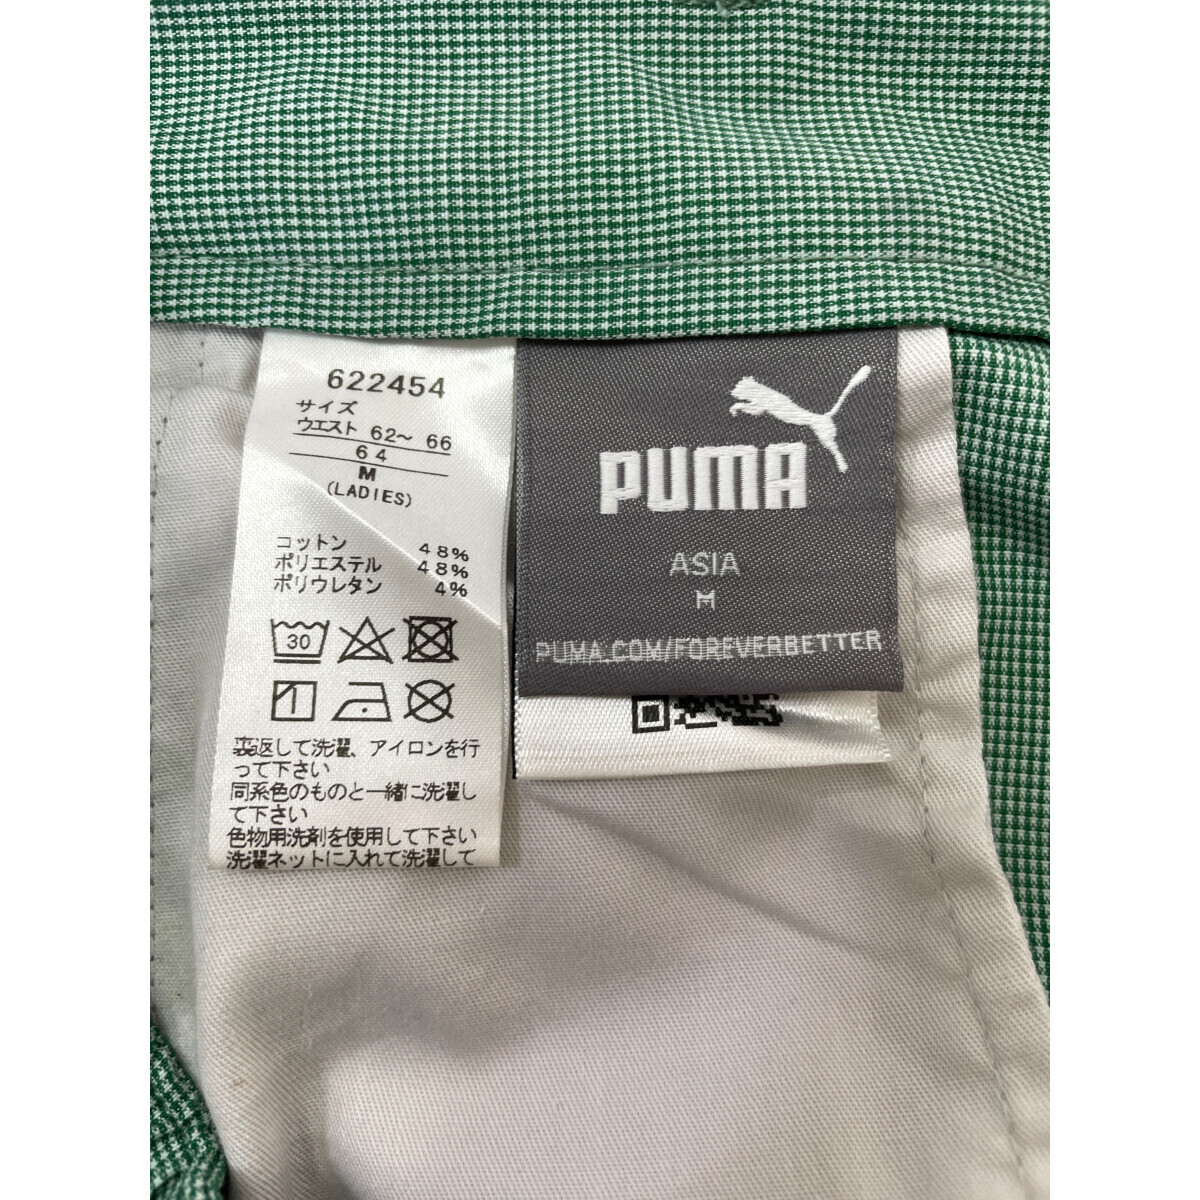 622454
サイズ
ウエスト 62～ 66
64
M
(LADIES)
コットン 48%
ポリエステル 48%
ポリウレタン 4%
30
裏返して洗濯、アイロンを行
って下さい
同系色のものと一緒に洗濯し
て下さい
色物用洗剤を使用して下さい
洗濯ネットに入れて洗濯して
PUMA
ASIA
M
PUMA.COM/FOREVERBETTER